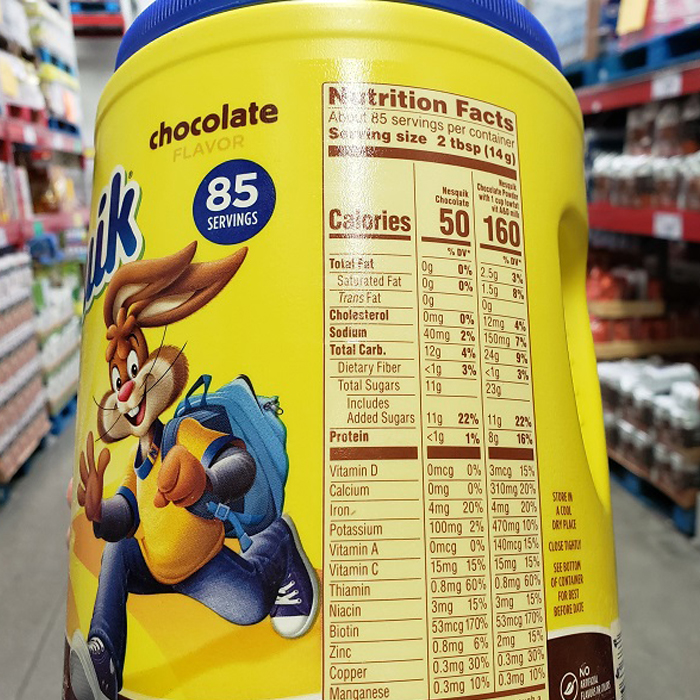 chocolate
FLAVOR
85
SERVINGS
Nutrition Facts
About 85 servings per container
Serving size 2 tbsp (14g)
Nesquik
Chocolate
Nesquik
Chocolate Powder
with 1 cup lowfat
vit A&D milk
Calories 50 160
% DV* % DV*
Total Fat 0g 0% 2.5g 3%
Saturated Fat 0g 0% 1.5g 8%
Trans Fat 0g 0g
Cholesterol 0mg 0% 12mg 4%
Sodium 40mg 2% 150mg 7%
Total Carb. 12g 4% 24g 9%
Dietary Fiber <1g 3% <1g 3%
Total Sugars 11g 23g
Includes
Added Sugars 11g 22% 11g 22%
Protein <1g 1% 8g 16%
Vitamin D 0mcg 0% 3mcg 15%
Calcium 0mg 0% 310mg 20%
Iron 4mg 20% 4mg 20%
Potassium 100mg 2% 470mg 10%
Vitamin A 0mcg 0% 140mcg 15%
Vitamin C 15mg 15% 15mg 15%
Thiamin 0.8mg 60% 0.8mg 60%
Niacin 3mg 15% 3mg 15%
Biotin 53mcg 170% 53mcg 170%
Zinc 0.8mg 6% 2mg 15%
Copper 0.3mg 30% 0.3mg 30%
Manganese 0.3mg 10% 0.3mg 10%
STORE IN
A COOL
DRY PLACE
CLOSE TIGHTLY
SEE BOTTOM
OF CONTAINER
FOR BEST
BEFORE DATE
NO